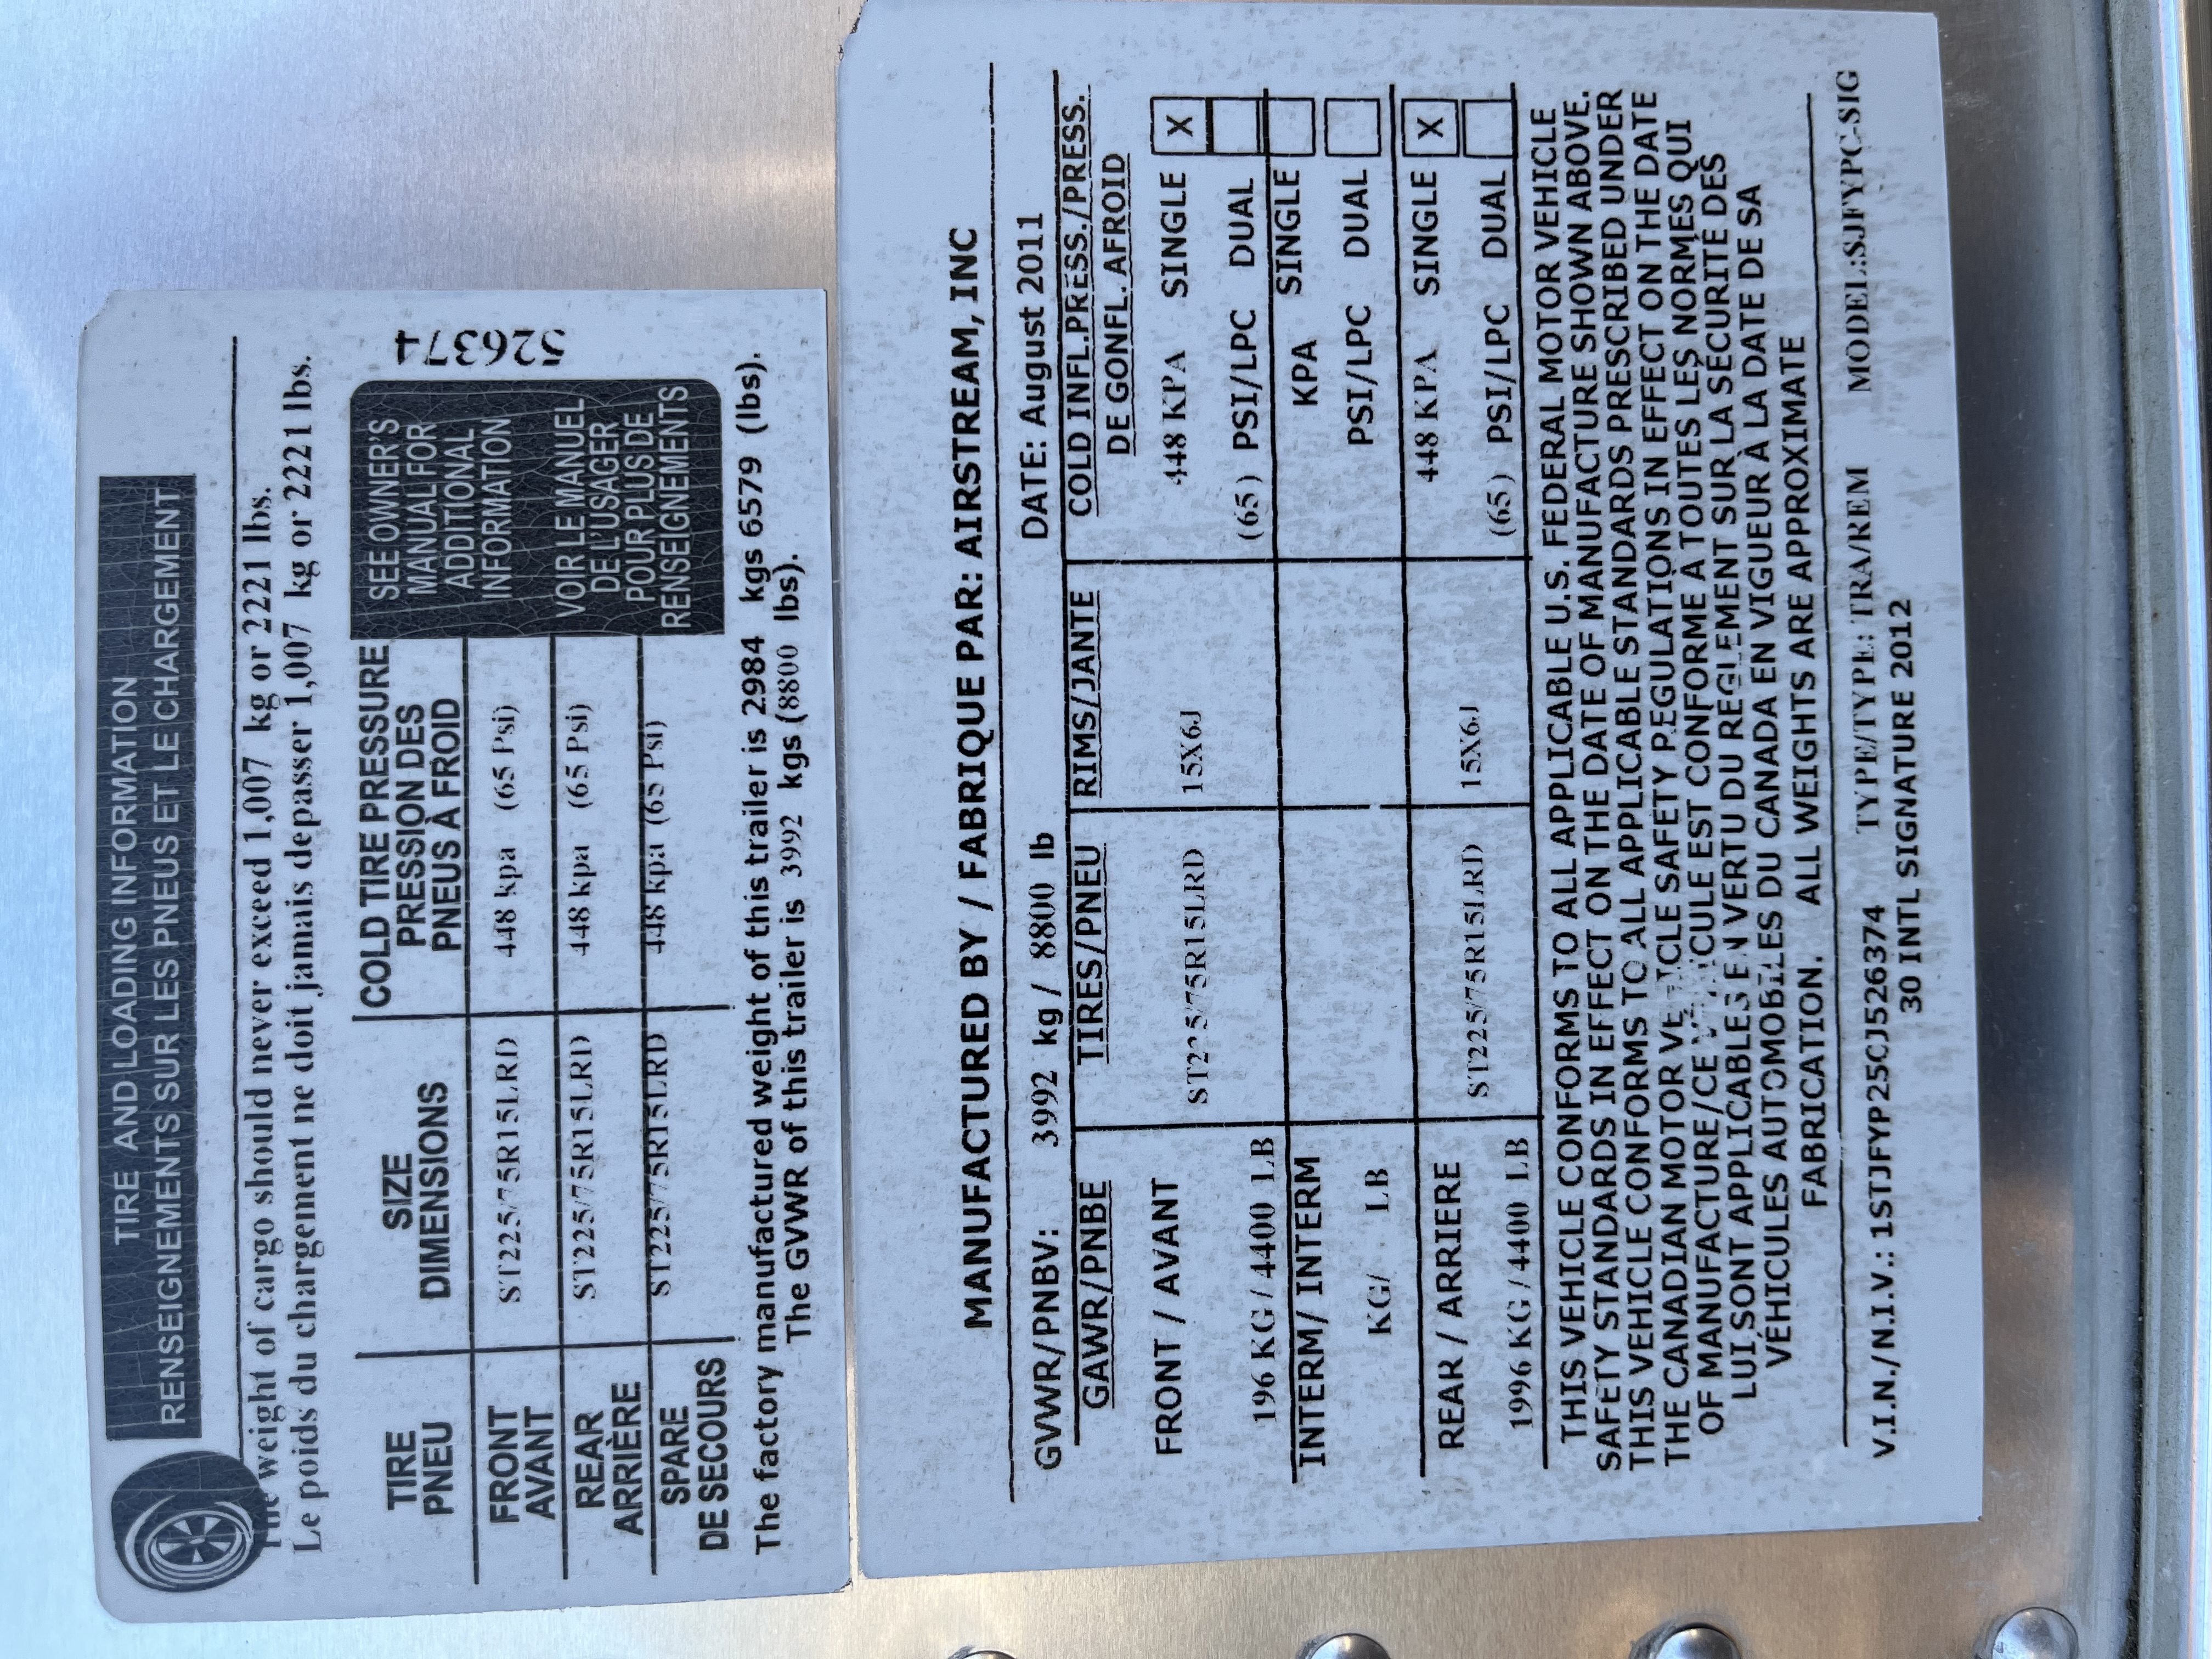 TIRE AND LOADING INFORMATION
RENSEIGNEMENTS SUR LES PNEUS ET LE CHARGEMENT
The weight of cargo should never exceed 1,007 kg or 2221 lbs.
Le poids du chargement ne doit jamais depasser 1,007 kg or 2221 lbs.
TIRE
PNEU
SIZE
DIMENSIONS
COLD TIRE PRESSURE
PRESSION DES
PNEUS À FROID
SEE OWNER'S
MANUAL FOR
ADDITIONAL
INFORMATION
VOIR LE MANUEL
DE L'USAGER
POUR PLUS DE
RENSEIGNEMENTS
526374
FRONT
AVANT
ST225/75R15LRD
448 kpa (65 Psi)
REAR
ARRIÈRE
ST225/75R15LRD
448 kpa (65 Psi)
SPARE
DE SECOURS
ST225/75R15LRD
448 kpa (65 Psi)
The factory manufactured weight of this trailer is 2984 kgs 6579 (lbs).
The GVWR of this trailer is 3992 kgs (8800 lbs).
MANUFACTURED BY / FABRIQUE PAR: AIRSTREAM, INC
GVWR/PNBV: 3992 kg / 8800 lb DATE: August 2011
GAWR/PNBE TIRES/PNEU RIMS/JANTE COLD INFL.PRESS./PRESS.
DE GONFL. AFROID
FRONT / AVANT ST225/75R15LRD 15X6J 448 KPA SINGLE X
196 KG / 4400 LB (65) PSI/LPC DUAL
INTERM/ INTERM KPA SINGLE
KG/ LB PSI/LPC DUAL
REAR / ARRIERE ST225/75R15LRD 15X6J 448 KPA SINGLE X
1996 KG / 4400 LB (65) PSI/LPC DUAL
THIS VEHICLE CONFORMS TO ALL APPLICABLE U.S. FEDERAL MOTOR VEHICLE
SAFETY STANDARDS IN EFFECT ON THE DATE OF MANUFACTURE SHOWN ABOVE.
THIS VEHICLE CONFORMS TO ALL APPLICABLE STANDARDS PRESCRIBED UNDER
THE CANADIAN MOTOR VEHICLE SAFETY REGULATIONS IN EFFECT ON THE DATE
OF MANUFACTURE/CE VEHICULE EST CONFORME A TOUTES LES NORMES QUI
LUI SONT APPLICABLES EN VERTU DU REGLEMENT SUR LA SÉCURITÉ DES
VÉHICULES AUTOMOBILES DU CANADA EN VIGUEUR À LA DATE DE SA
FABRICATION. ALL WEIGHTS ARE APPROXIMATE
V.I.N./N.I.V.: 1STJFYP25CJ526374 TYPE/TYPE: TRA/REM MODEL:SJFYPC-SIG
30 INTL SIGNATURE 2012